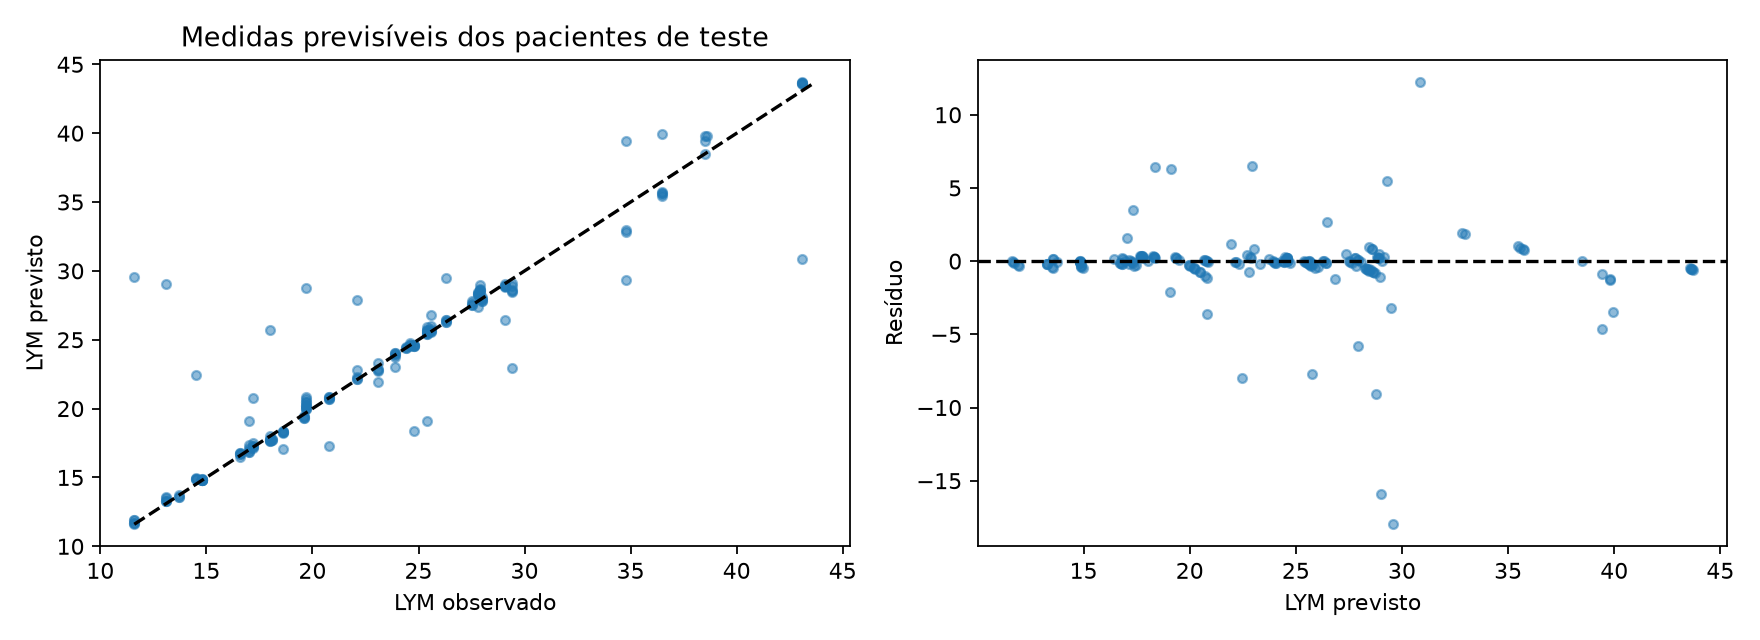 Medidas previsíveis dos pacientes de teste
LYM previsto
45
40
35
30
25
20
15
10
10 15 20 25 30 35 40 45
LYM observado
Resíduo
10
5
0
−5
−10
−15
15 20 25 30 35 40 45
LYM previsto